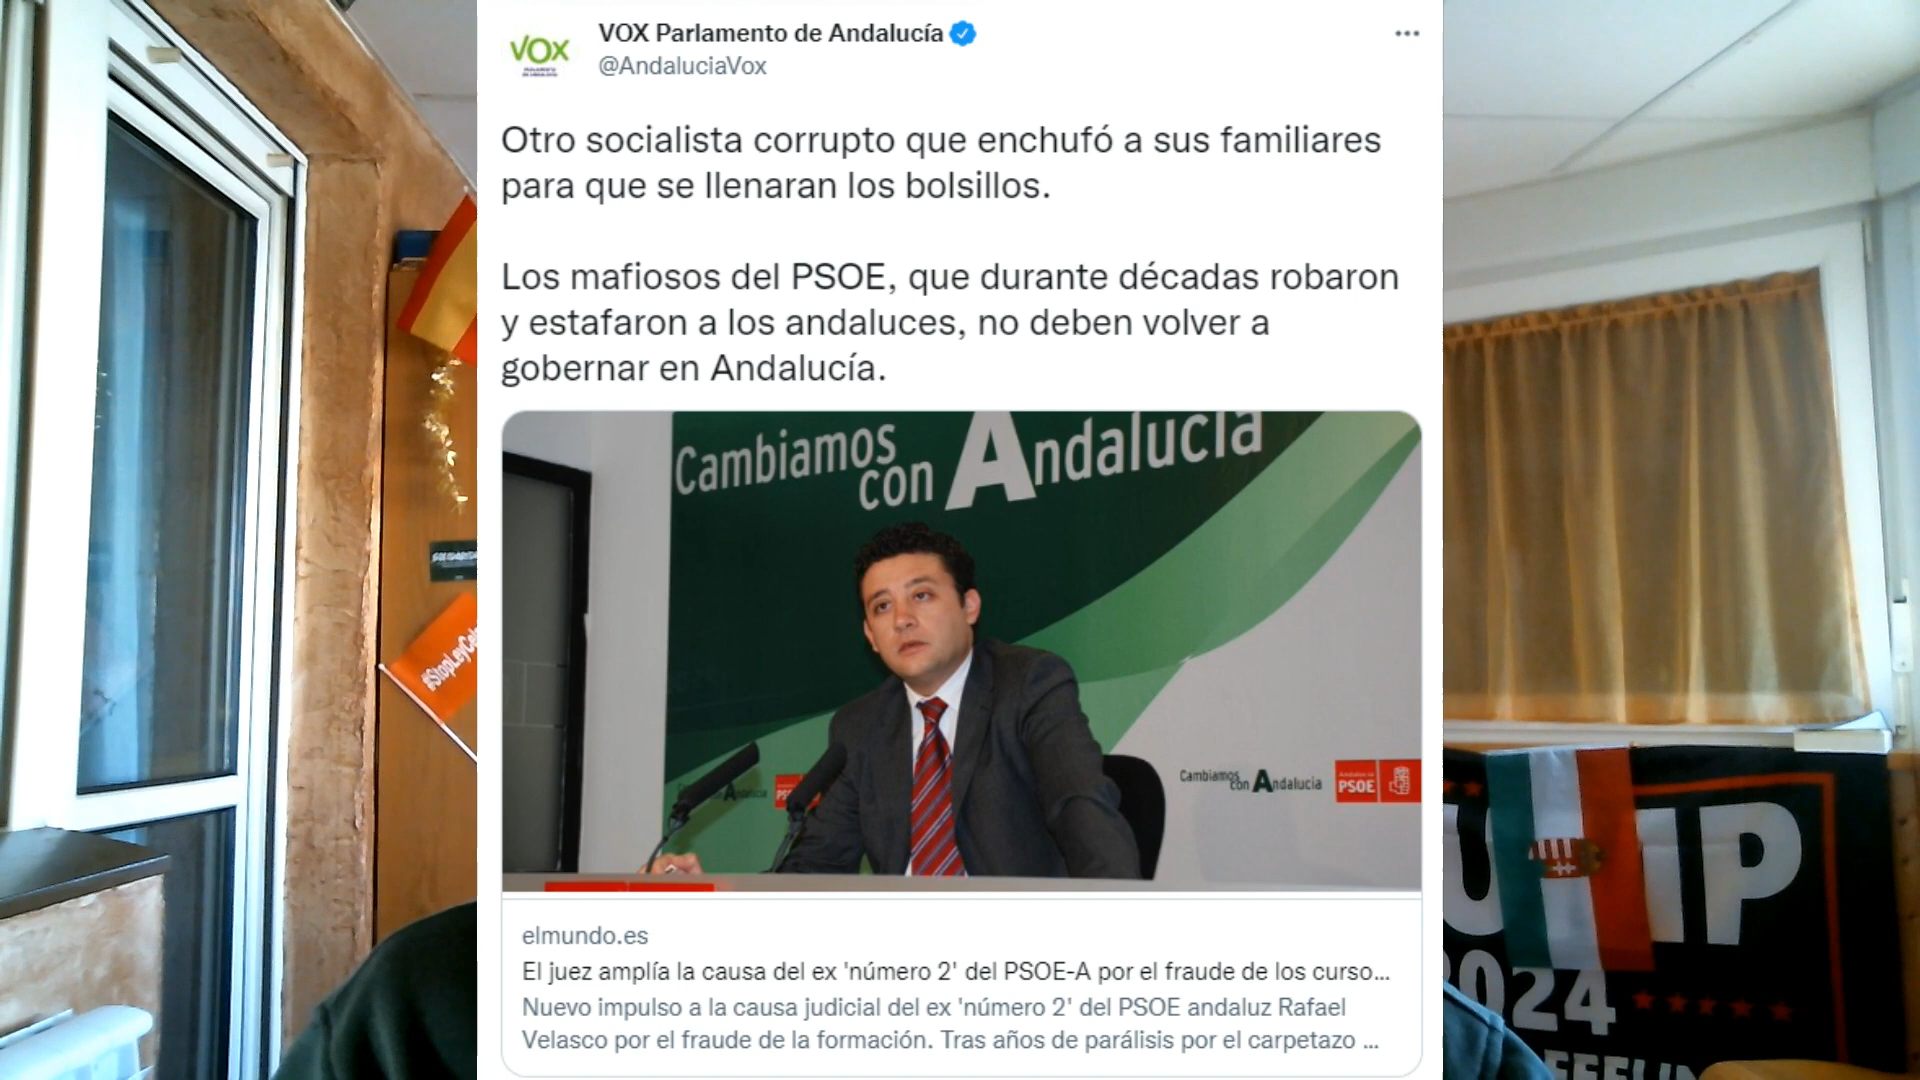 VOX
VOX Parlamento de Andalucía
@AndaluciaVox
Otro socialista corrupto que enchufó a sus familiares
para que se llenaran los bolsillos.
Los mafiosos del PSOE, que durante décadas robaron
y estafaron a los andaluces, no deben volver a
gobernar en Andalucía.
Cambiamos
con Andalucía
Cambiamos
con Andalucia
PSOE
elmundo.es
El juez amplía la causa del ex 'número 2' del PSOE-A por el fraude de los curso...
Nuevo impulso a la causa judicial del ex 'número 2' del PSOE andaluz Rafael
Velasco por el fraude de la formación. Tras años de parálisis por el carpetazo ...